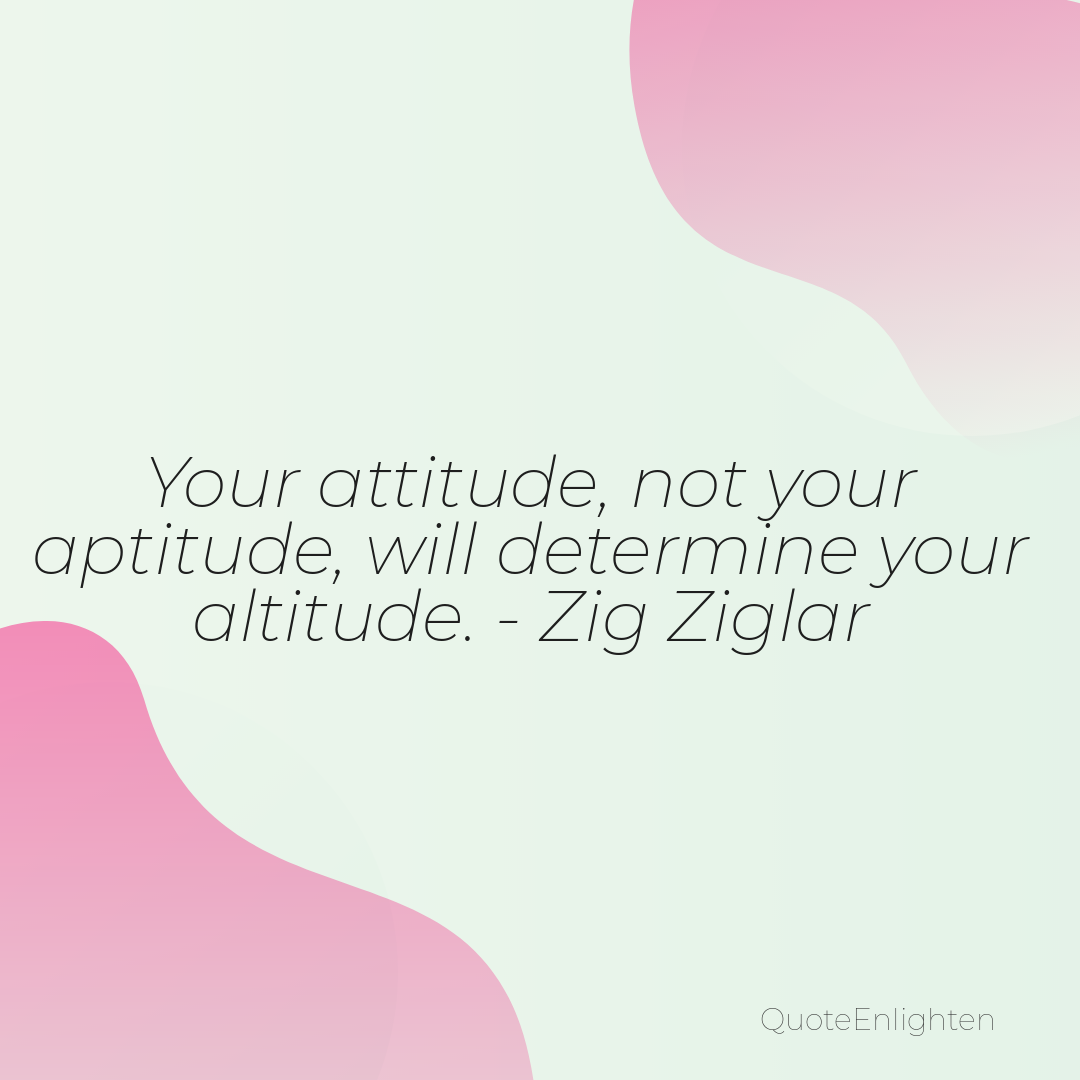 Your attitude, not your
aptitude, will determine your
altitude. - Zig Ziglar
QuoteEnlighten